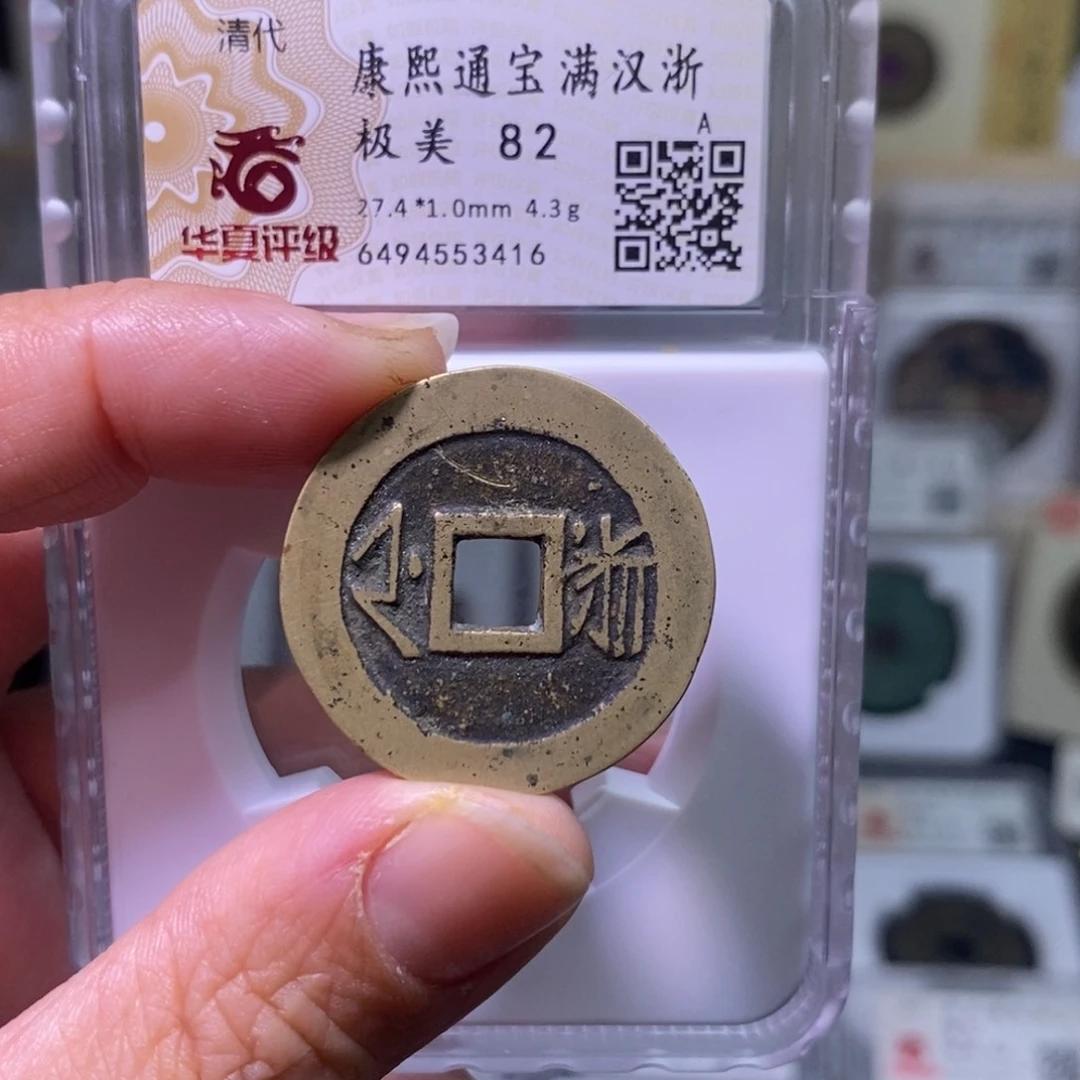 清代
康熙通宝满汉浙
极美 82
A
27.4*1.0mm 4.3g
6494553416
华夏评级
浙